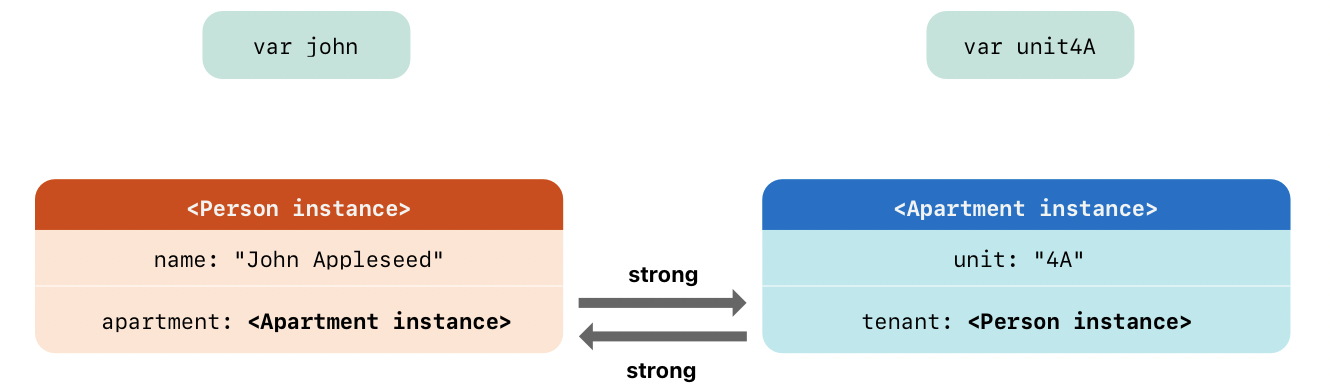 var john
var unit4A
<Person instance>
name: "John Appleseed"
apartment: <Apartment instance>
strong
strong
<Apartment instance>
unit: "4A"
tenant: <Person instance>